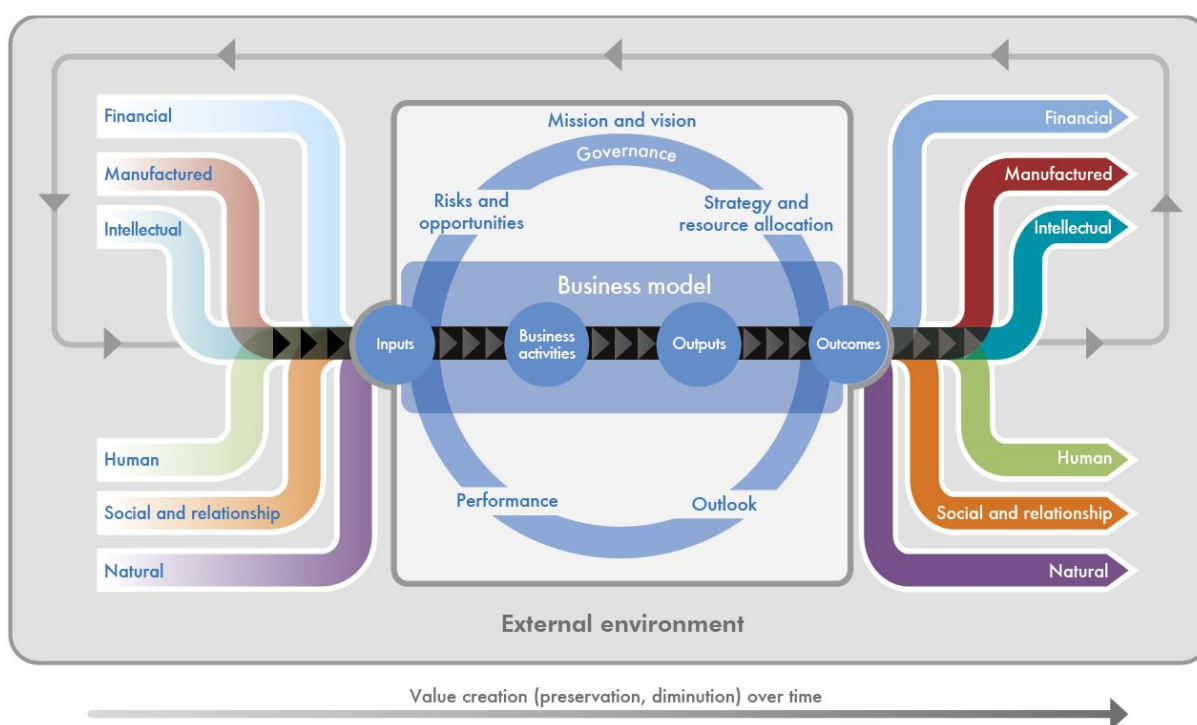 Financial
Manufactured
Intellectual
Human
Social and relationship
Natural
Mission and vision
Governance
Risks and
opportunities
Strategy and
resource allocation
Business model
Inputs
Business
activities
Outputs
Outcomes
Performance
Outlook
Financial
Manufactured
Intellectual
Human
Social and relationship
Natural
External environment
Value creation (preservation, diminution) over time